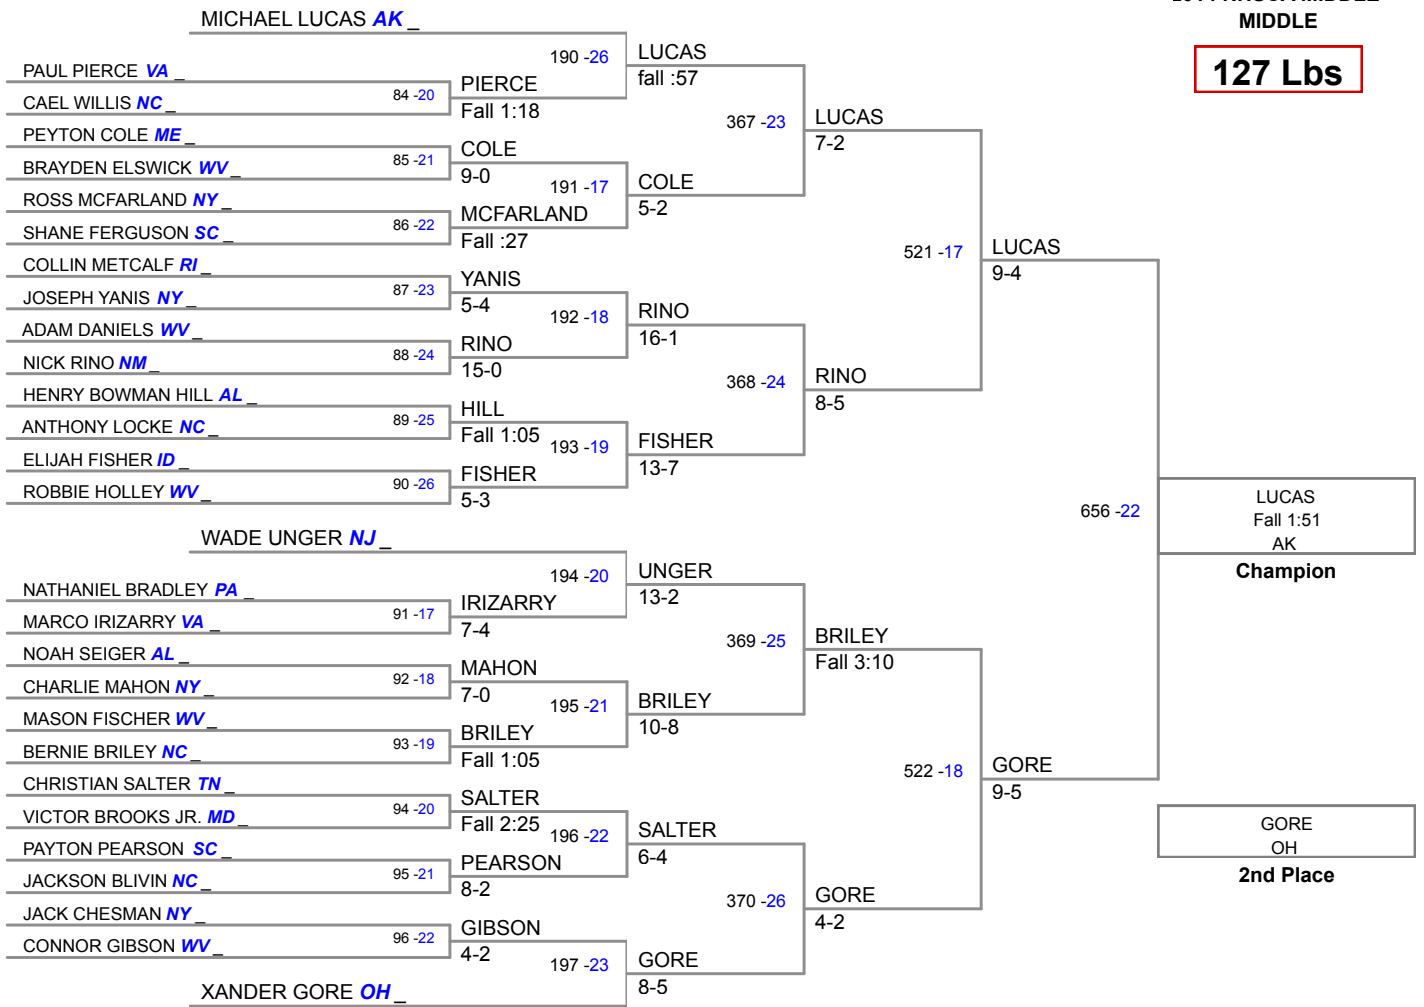 MIDDLE
127 Lbs
MICHAEL LUCAS AK _
PAUL PIERCE VA _
CAEL WILLIS NC _
PEYTON COLE ME _
BRAYDEN ELSWICK WV _
ROSS MCFARLAND NY _
SHANE FERGUSON SC _
COLLIN METCALF RI _
JOSEPH YANIS NY _
ADAM DANIELS WV _
NICK RINO NM _
HENRY BOWMAN HILL AL _
ANTHONY LOCKE NC _
ELIJAH FISHER ID _
ROBBIE HOLLEY WV _
WADE UNGER NJ _
NATHANIEL BRADLEY PA _
MARCO IRIZARRY VA _
NOAH SEIGER AL _
CHARLIE MAHON NY _
MASON FISCHER WV _
BERNIE BRILEY NC _
CHRISTIAN SALTER TN _
VICTOR BROOKS JR. MD _
PAYTON PEARSON SC _
JACKSON BLIVIN NC _
JACK CHESMAN NY _
CONNOR GIBSON WV _
XANDER GORE OH _
84 -20
PIERCE
Fall 1:18
85 -21
COLE
9-0
86 -22
MCFARLAND
Fall :27
87 -23
YANIS
5-4
88 -24
RINO
15-0
89 -25
HILL
Fall 1:05
90 -26
FISHER
5-3
91 -17
IRIZARRY
7-4
92 -18
MAHON
7-0
93 -19
BRILEY
Fall 1:05
94 -20
SALTER
Fall 2:25
95 -21
PEARSON
8-2
96 -22
GIBSON
4-2
190 -26
LUCAS
fall :57
191 -17
COLE
5-2
192 -18
RINO
16-1
193 -19
FISHER
13-7
194 -20
UNGER
13-2
195 -21
BRILEY
10-8
196 -22
SALTER
6-4
197 -23
GORE
8-5
367 -23
LUCAS
7-2
368 -24
RINO
8-5
369 -25
BRILEY
Fall 3:10
370 -26
GORE
4-2
521 -17
LUCAS
9-4
522 -18
GORE
9-5
656 -22
LUCAS
Fall 1:51
AK
Champion
GORE
OH
2nd Place